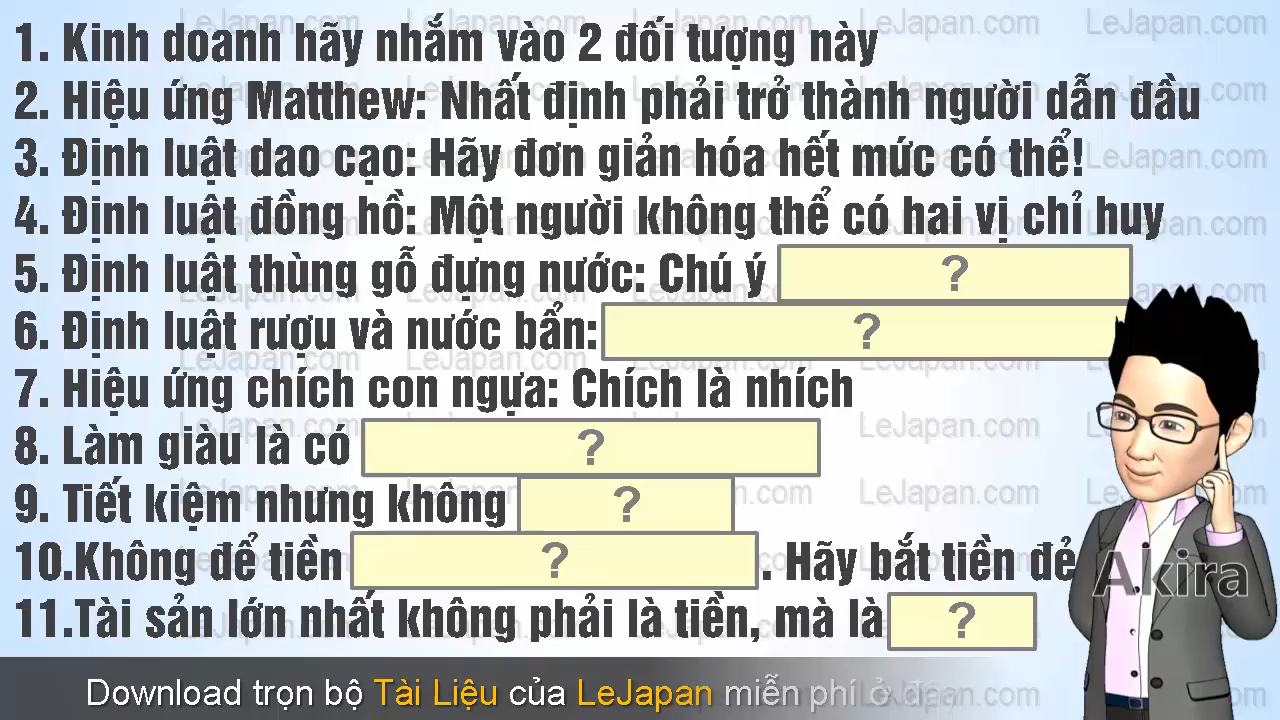 1. Kinh doanh hãy nhắm vào 2 đối tượng này
2. Hiệu ứng Matthew: Nhất định phải trở thành người dẫn đầu
3. Định luật dao cạo: Hãy đơn giản hóa hết mức có thể!
4. Định luật đồng hồ: Một người không thể có hai vị chỉ huy
5. Định luật thùng gỗ đựng nước: Chú ý ?
6. Định luật rượu và nước bẩn: ?
7. Hiệu ứng chích con ngựa: Chích là nhích
8. Làm giàu là có ?
9. Tiết kiệm nhưng không ?
10.Không để tiền ? . Hãy bắt tiền đẻ
11.Tài sản lớn nhất không phải là tiền, mà là ?
Akira
Download trọn bộ Tài Liệu của LeJapan miễn phí ở đây
LeJapan.com